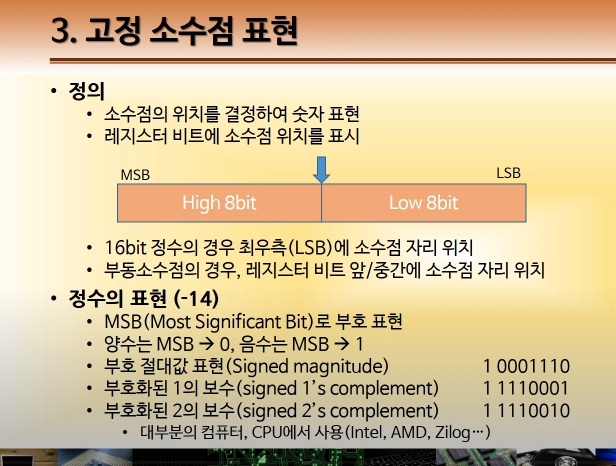 3. 고정 소수점 표현
• 정의
• 소수점의 위치를 결정하여 숫자 표현
• 레지스터 비트에 소수점 위치를 표시
MSB LSB
High 8bit Low 8bit
• 16bit 정수의 경우 최우측(LSB)에 소수점 자리 위치
• 부동소수점의 경우, 레지스터 비트 앞/중간에 소수점 자리 위치
• 정수의 표현 (-14)
• MSB(Most Significant Bit)로 부호 표현
• 양수는 MSB → 0, 음수는 MSB → 1
• 부호 절대값 표현(Signed magnitude) 1 0001110
• 부호화된 1의 보수(signed 1's complement) 1 1110001
• 부호화된 2의 보수(signed 2's complement) 1 1110010
• 대부분의 컴퓨터, CPU에서 사용(Intel, AMD, Zilog…)